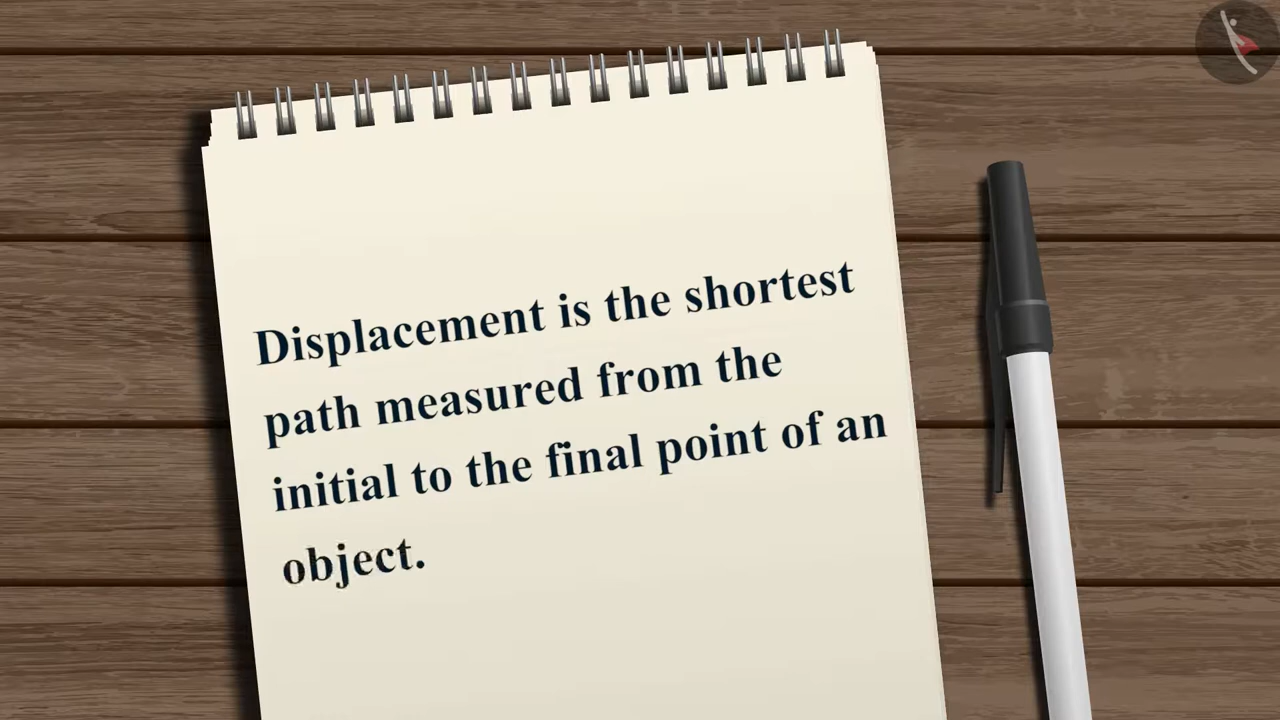 Displacement is the shortest
path measured from the
initial to the final point of an
object.